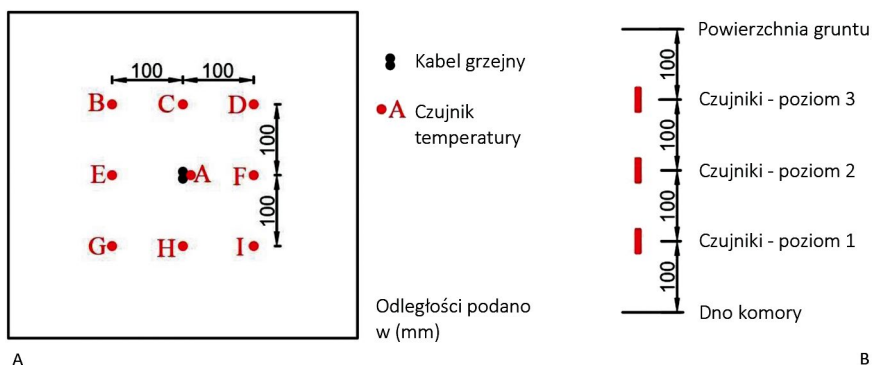 100 100
B C D
100
E A F
100
G H I
Kabel grzejny
A Czujnik
temperatury
Odległości podano
w (mm)
A
Powierzchnia gruntu
100
Czujniki - poziom 3
100
Czujniki - poziom 2
100
Czujniki - poziom 1
100
Dno komory
B